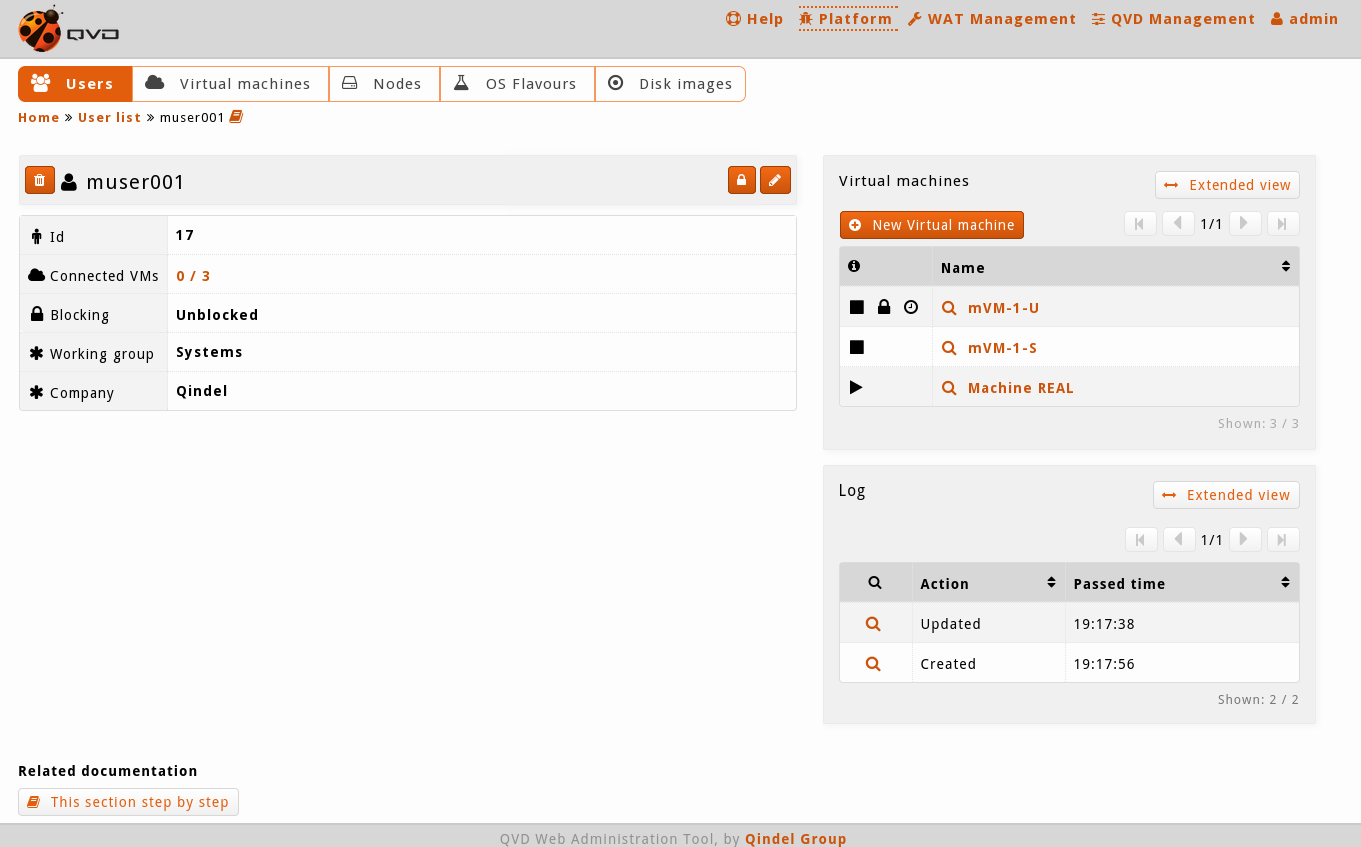 QVD
Help Platform WAT Management QVD Management admin
Users Virtual machines Nodes OS Flavours Disk images
Home » User list » muser001
muser001
Id 17
Connected VMs 0 / 3
Blocking Unblocked
Working group Systems
Company Qindel
Virtual machines Extended view
New Virtual machine 1/1
Name
mVM-1-U
mVM-1-S
Machine REAL
Shown: 3 / 3
Log Extended view
1/1
Action Passed time
Updated 19:17:38
Created 19:17:56
Shown: 2 / 2
Related documentation
This section step by step
QVD Web Administration Tool, by Qindel Group